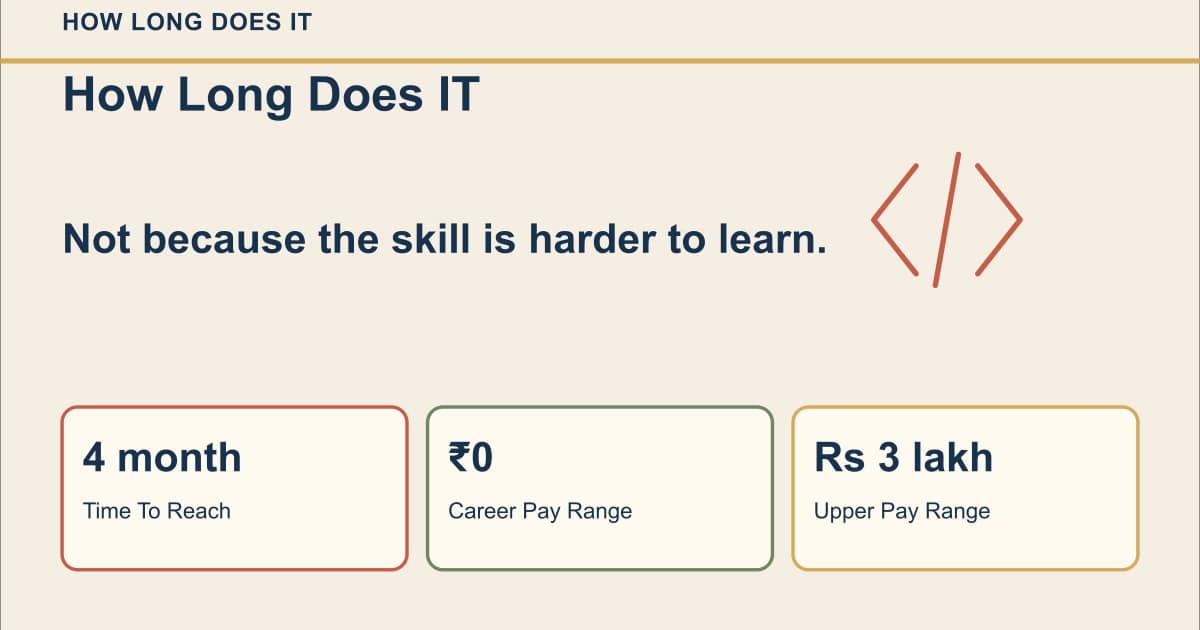 HOW LONG DOES IT
How Long Does IT
Not because the skill is harder to learn.
4 month
Time To Reach
₹0
Career Pay Range
Rs 3 lakh
Upper Pay Range